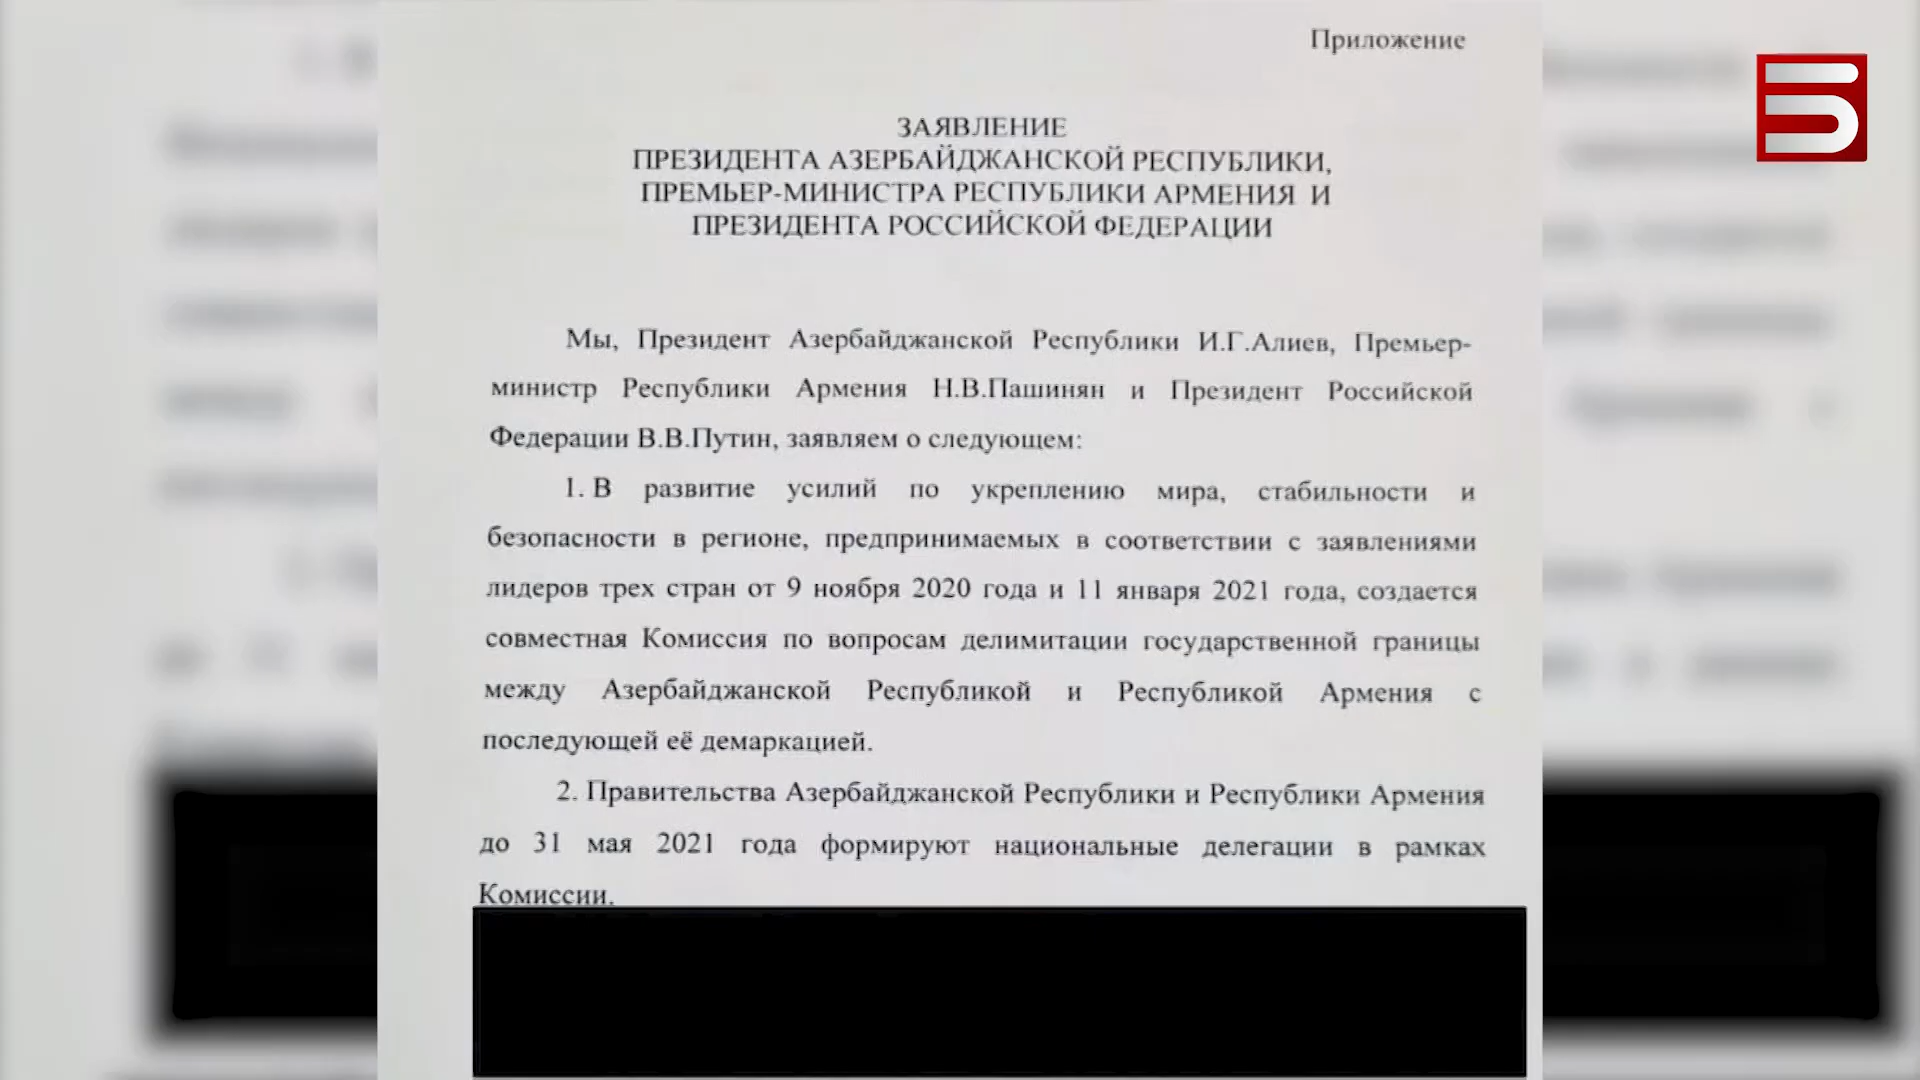 Приложение
ЗАЯВЛЕНИЕ
ПРЕЗИДЕНТА АЗЕРБАЙДЖАНСКОЙ РЕСПУБЛИКИ,
ПРЕМЬЕР-МИНИСТРА РЕСПУБЛИКИ АРМЕНИЯ И
ПРЕЗИДЕНТА РОССИЙСКОЙ ФЕДЕРАЦИИ
Мы, Президент Азербайджанской Республики И.Г.Алиев, Премьер-
министр Республики Армения Н.В.Пашинян и Президент Российской
Федерации В.В.Путин, заявляем о следующем:
1. В развитие усилий по укреплению мира, стабильности и
безопасности в регионе, предпринимаемых в соответствии с заявлениями
лидеров трех стран от 9 ноября 2020 года и 11 января 2021 года, создается
совместная Комиссия по вопросам делимитации государственной границы
между Азербайджанской Республикой и Республикой Армения с
последующей её демаркацией.
2. Правительства Азербайджанской Республики и Республики Армения
до 31 мая 2021 года формируют национальные делегации в рамках
Комиссии.